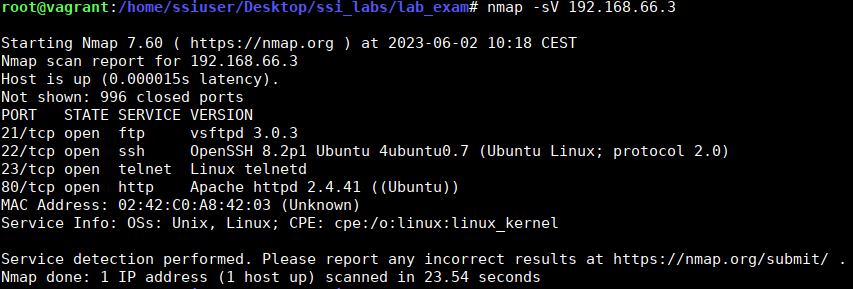 root@vagrant:/home/ssiuser/Desktop/ssi_labs/lab_exam# nmap -sV 192.168.66.3
Starting Nmap 7.60 ( https://nmap.org ) at 2023-06-02 10:18 CEST
Nmap scan report for 192.168.66.3
Host is up (0.000015s latency).
Not shown: 996 closed ports
PORT   STATE SERVICE VERSION
21/tcp open  ftp     vsftpd 3.0.3
22/tcp open  ssh     OpenSSH 8.2p1 Ubuntu 4ubuntu0.7 (Ubuntu Linux; protocol 2.0)
23/tcp open  telnet  Linux telnetd
80/tcp open  http    Apache httpd 2.4.41 ((Ubuntu))
MAC Address: 02:42:C0:A8:42:03 (Unknown)
Service Info: OSs: Unix, Linux; CPE: cpe:/o:linux:linux_kernel
Service detection performed. Please report any incorrect results at https://nmap.org/submit/ .
Nmap done: 1 IP address (1 host up) scanned in 23.54 seconds